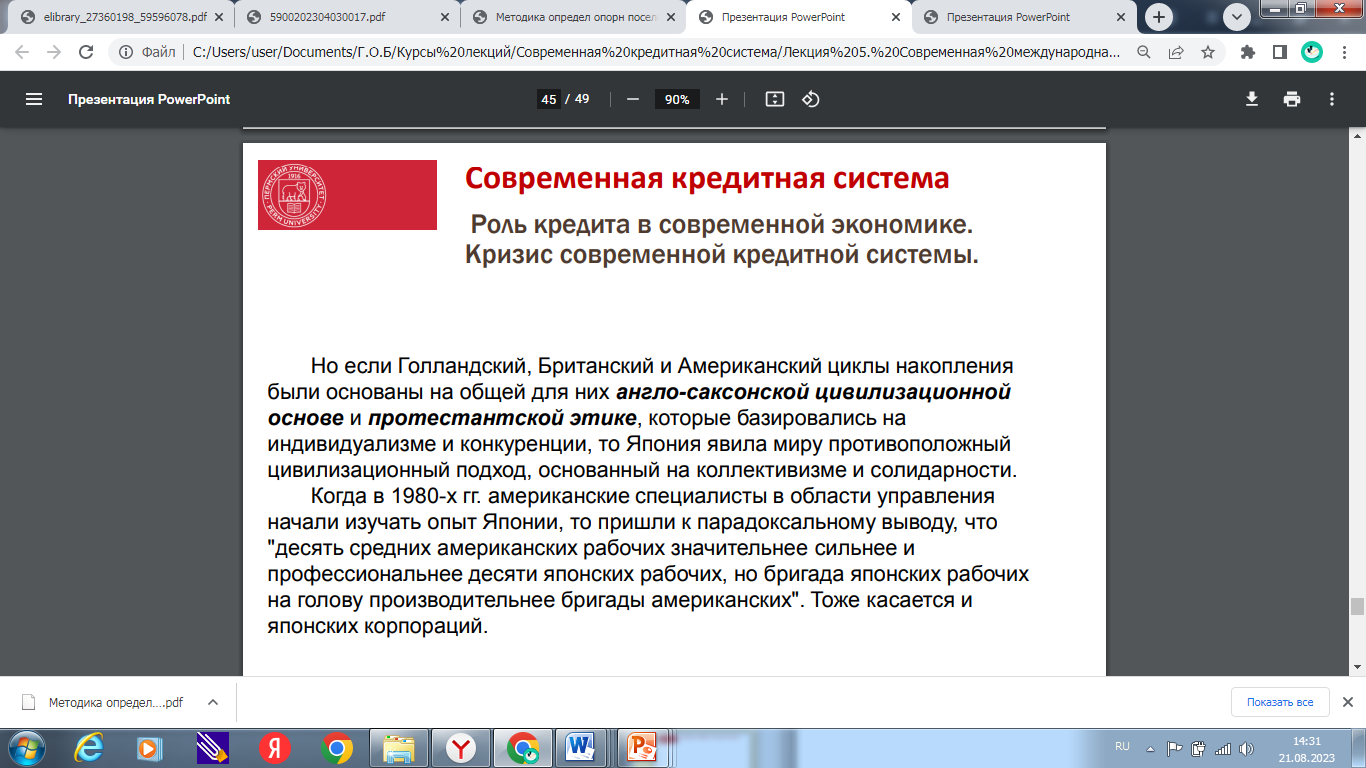 elibrary_27360198_59596078.pdf
5900202304030017.pdf
Методика определ опорн посел
Презентация PowerPoint
Презентация PowerPoint
Файл
C:/Users/user/Documents/Г.О.Б/Курсы%20лекций/Современная%20кредитная%20система/Лекция%205.%20Современная%20международна...
Презентация PowerPoint
45 / 49
90%
ПЕРМСКИЙ УНИВЕРСИТЕТ
1916
PERM UNIVERSITY
Современная кредитная система
Роль кредита в современной экономике.
Кризис современной кредитной системы.
Но если Голландский, Британский и Американский циклы накопления
были основаны на общей для них англо-саксонской цивилизационной
основе и протестантской этике, которые базировались на
индивидуализме и конкуренции, то Япония явила миру противоположный
цивилизационный подход, основанный на коллективизме и солидарности.
Когда в 1980-х гг. американские специалисты в области управления
начали изучать опыт Японии, то пришли к парадоксальному выводу, что
"десять средних американских рабочих значительнее сильнее и
профессиональнее десяти японских рабочих, но бригада японских рабочих
на голову производительнее бригады американских". Тоже касается и
японских корпораций.
Методика определ....pdf
Показать все
RU
14:31
21.08.2023